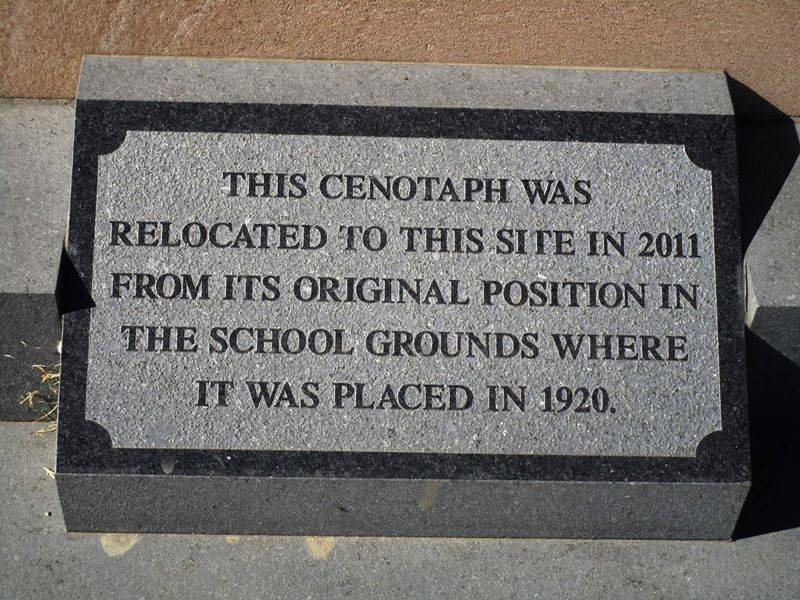 THIS CENOTAPH WAS
RELOCATED TO THIS SITE IN 2011
FROM ITS ORIGINAL POSITION IN
THE SCHOOL GROUNDS WHERE
IT WAS PLACED IN 1920.